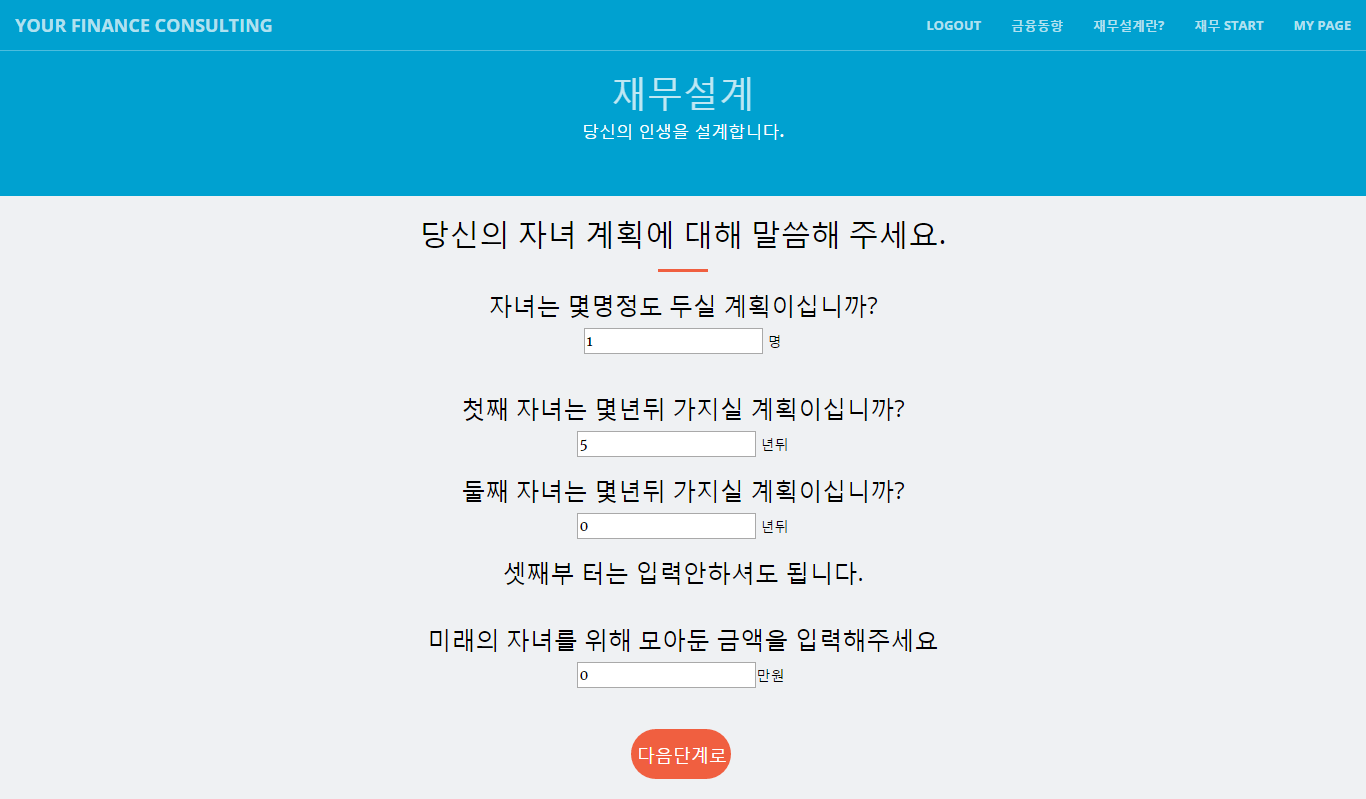 YOUR FINANCE CONSULTING LOGOUT 금융동향 재무설계란? 재무 START MY PAGE
재무설계
당신의 인생을 설계합니다.
당신의 자녀 계획에 대해 말씀해 주세요.
자녀는 몇명정도 두실 계획이십니까?
1 명
첫째 자녀는 몇년뒤 가지실 계획이십니까?
5 년뒤
둘째 자녀는 몇년뒤 가지실 계획이십니까?
0 년뒤
셋째부 터는 입력안하셔도 됩니다.
미래의 자녀를 위해 모아둔 금액을 입력해주세요
0 만원
다음단계로